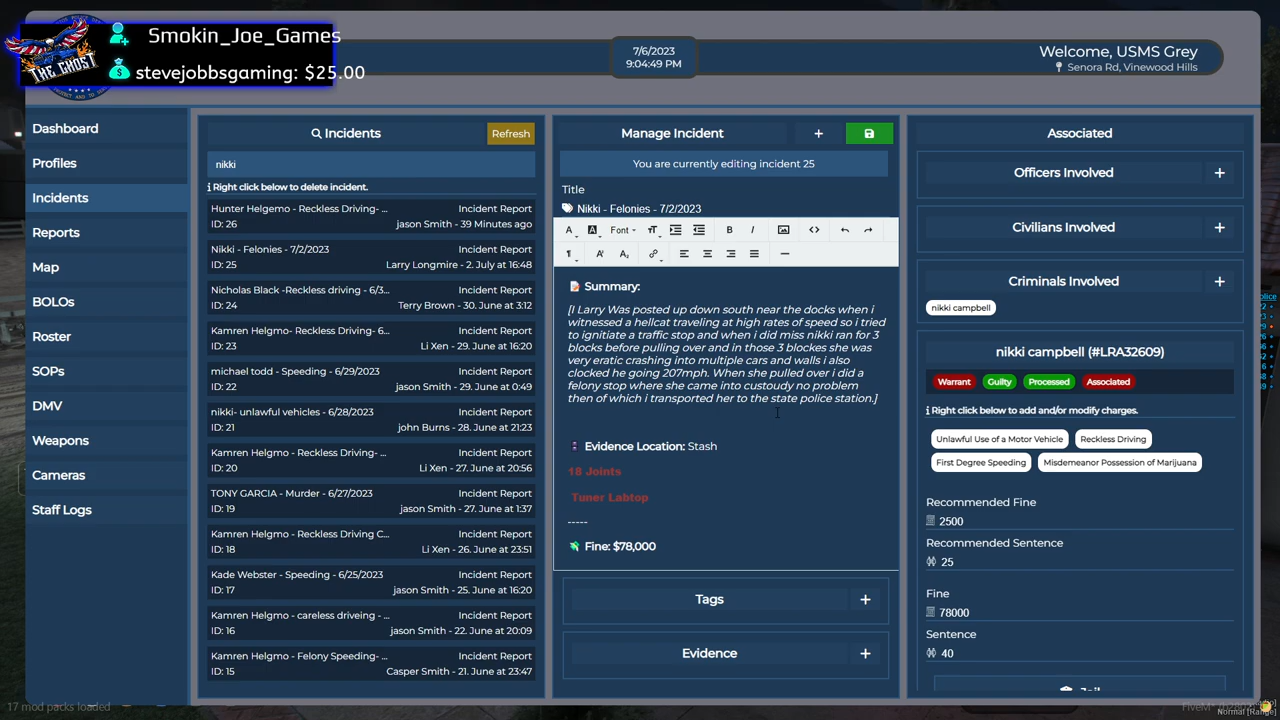 THE GHOST
Smokin_Joe_Games
stevejobbsgaming: $25.00
7/6/2023
9:04:49 PM
Welcome, USMS Grey
Senora Rd, Vinewood Hills
Dashboard
Profiles
Incidents
Reports
Map
BOLOs
Roster
SOPs
DMV
Weapons
Cameras
Staff Logs
Incidents
Refresh
nikki
Right click below to delete incident.
Hunter Helgemo - Reckless Driving- ... Incident Report
ID: 26 jason Smith - 39 Minutes ago
Nikki - Felonies - 7/2/2023 Incident Report
ID: 25 Larry Longmire - 2. July at 16:48
Nicholas Black -Reckless driving - 6/3... Incident Report
ID: 24 Terry Brown - 30. June at 3:12
Kamren Helgmo- Reckless Driving- 6... Incident Report
ID: 23 Li Xen - 29. June at 16:20
michael todd - Speeding - 6/29/2023 Incident Report
ID: 22 jason Smith - 29. June at 0:49
nikki- unlawful vehicles - 6/28/2023 Incident Report
ID: 21 john Burns - 28. June at 21:23
Kamren Helgmo - Reckless Driving - ... Incident Report
ID: 20 Li Xen - 27. June at 20:56
TONY GARCIA - Murder - 6/27/2023 Incident Report
ID: 19 jason Smith - 27. June at 1:37
Kamren Helgmo - Reckless Driving C... Incident Report
ID: 18 Li Xen - 26. June at 23:51
Kade Webster - Speeding - 6/25/2023 Incident Report
ID: 17 jason Smith - 25. June at 16:20
Kamren Helgmo - careless driveing - ... Incident Report
ID: 16 jason Smith - 22. June at 20:09
Kamren Helgmo - Felony Speeding- ... Incident Report
ID: 15 Casper Smith - 21. June at 23:47
Manage Incident
You are currently editing incident 25
Title
Nikki - Felonies - 7/2/2023
Font
Summary:
[I Larry Was posted up down south near the docks when i
witnessed a hellcat traveling at high rates of speed so i tried
to ignitiate a traffic stop and when i did miss nikki ran for 3
blocks before pulling over and in those 3 blockes she was
very eratic crashing into multiple cars and walls i also
clocked he going 207mph. When she pulled over i did a
felony stop where she came into custoudy no problem
then of which i transported her to the state police station.]
Evidence Location: Stash
18 Joints
Tuner Labtop
-----
Fine: $78,000
Tags
Evidence
Associated
Officers Involved
Civilians Involved
Criminals Involved
nikki campbell
nikki campbell (#LRA32609)
Warrant Guilty Processed Associated
Right click below to add and/or modify charges.
Unlawful Use of a Motor Vehicle Reckless Driving
First Degree Speeding Misdemeanor Possession of Marijuana
Recommended Fine
2500
Recommended Sentence
25
Fine
78000
Sentence
40
Jail
17 mod packs loaded
Normal [Range]